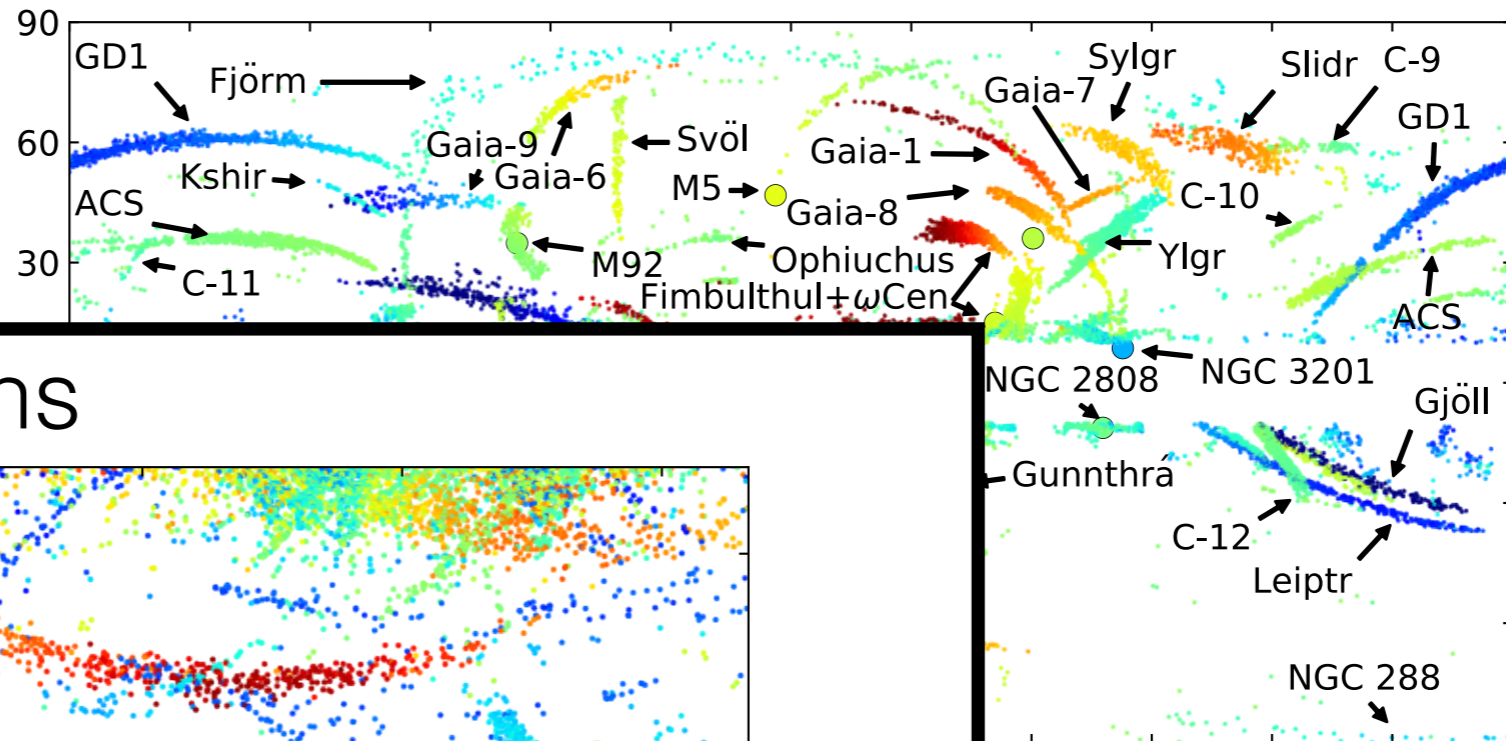 90
GD1
Fjörm
Sylgr
Slidr
C-9
Gaia-7
GD1
60
Gaia-9
Svöl
Gaia-1
Kshir
Gaia-6
M5
ACS
Gaia-8
C-10
30
M92
Ophiuchus
Ylgr
C-11
Fimbulthul+ωCen
ACS
NGC 2808
NGC 3201
ns
Gjöll
Gunnthrá
C-12
Leiptr
NGC 288